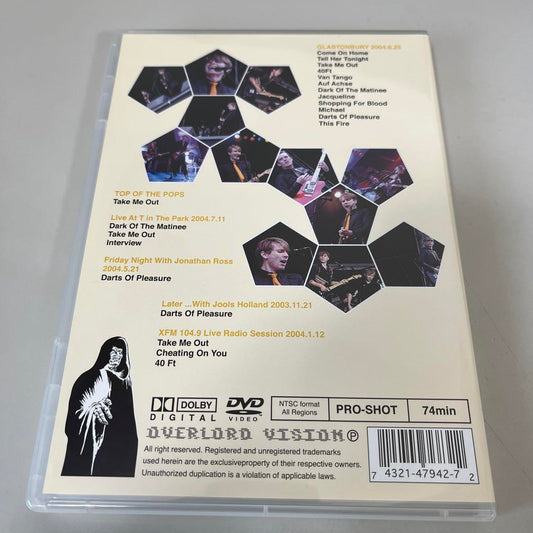 GLASTONBURY 2004.6.25
Come On Home
Tell Her Tonight
Take Me Out
40Ft
Van Tango
Auf Achse
Dark Of The Matinee
Jacqueline
Shopping For Blood
Michael
Darts Of Pleasure
This Fire
TOP OF THE POPS
Take Me Out
Live At T in The Park 2004.7.11
Dark Of The Matinee
Take Me Out
Interview
Friday Night With Jonathan Ross
2004.5.21
Darts Of Pleasure
Later ...With Jools Holland 2003.11.21
Darts Of Pleasure
XFM 104.9 Live Radio Session 2004.1.12
Take Me Out
Cheating On You
40 Ft
DOLBY
DIGITAL
DVD
VIDEO
NTSC format
All Regions
PRO-SHOT
74min
OVERLORD VISION Ⓟ
All right reserved. Registered and unregistered trademarks
used herein are the exclusiveproperty of their respective owners.
Unauthorized duplication is a violation of applicable laws.
7 74321-47942-7 2